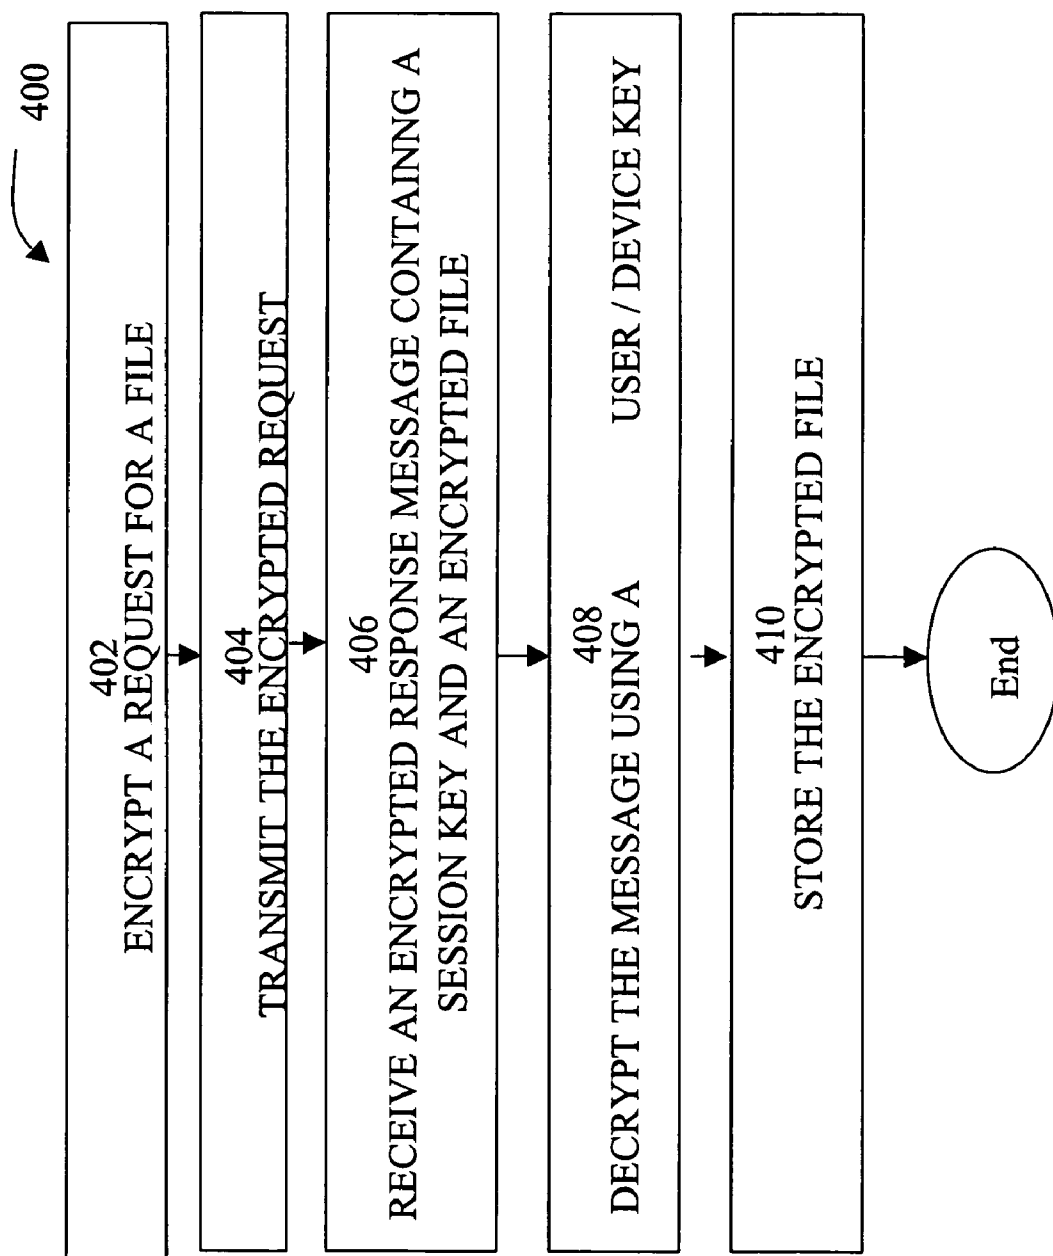 400
402
ENCRYPT A REQUEST FOR A FILE
404
TRANSMIT THE ENCRYPTED REQUEST
406
RECEIVE AN ENCRYPTED RESPONSE MESSAGE CONTAINNG A
SESSION KEY AND AN ENCRYPTED FILE
408
DECRYPT THE MESSAGE USING A USER / DEVICE KEY
410
STORE THE ENCRYPTED FILE
End